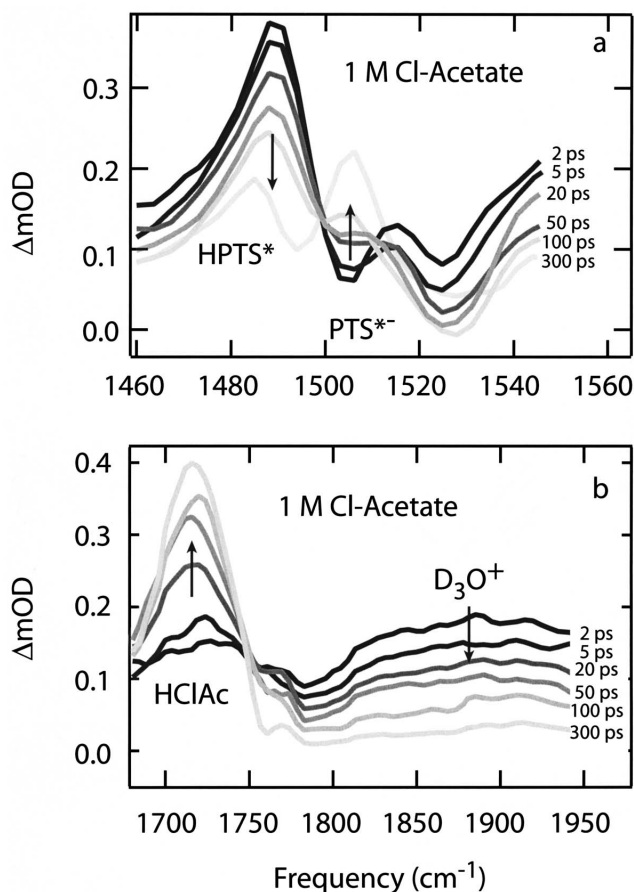 a
1 M Cl-Acetate
ΔmOD
0.3
0.2
0.1
0.0
HPTS*
PTS*-
2 ps
5 ps
20 ps
50 ps
100 ps
300 ps
1460
1480
1500
1520
1540
1560
b
1 M Cl-Acetate
ΔmOD
0.4
0.3
0.2
0.1
0.0
D₃O⁺
HClAc
2 ps
5 ps
20 ps
50 ps
100 ps
300 ps
1700
1750
1800
1850
1900
1950
Frequency (cm⁻¹)